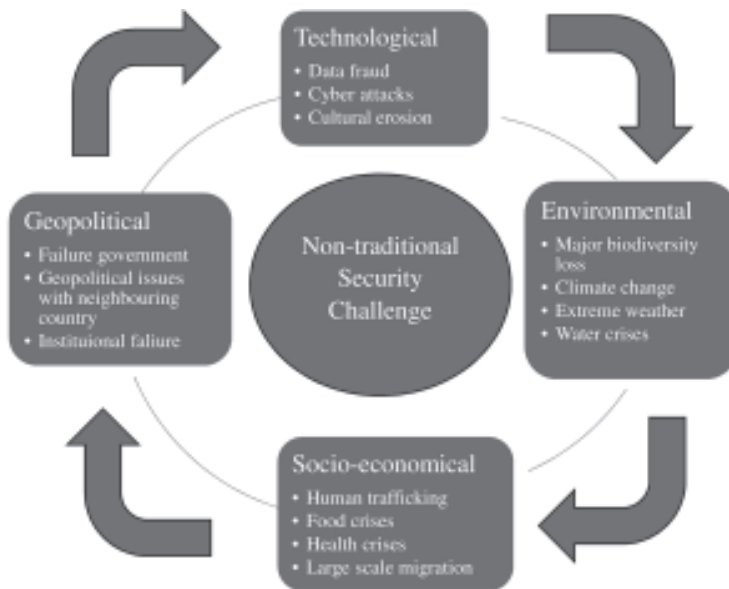 Technological
• Data fraud
• Cyber attacks
• Cultural erosion
Geopolitical
• Failure government
• Geopolitical issues
with neighbouring
country
• Instituional faliure
Non-traditional
Security
Challenge
Environmental
• Major biodiversity
loss
• Climate change
• Extreme weather
• Water crises
Socio-economical
• Human trafficking
• Food crises
• Health crises
• Large scale migration